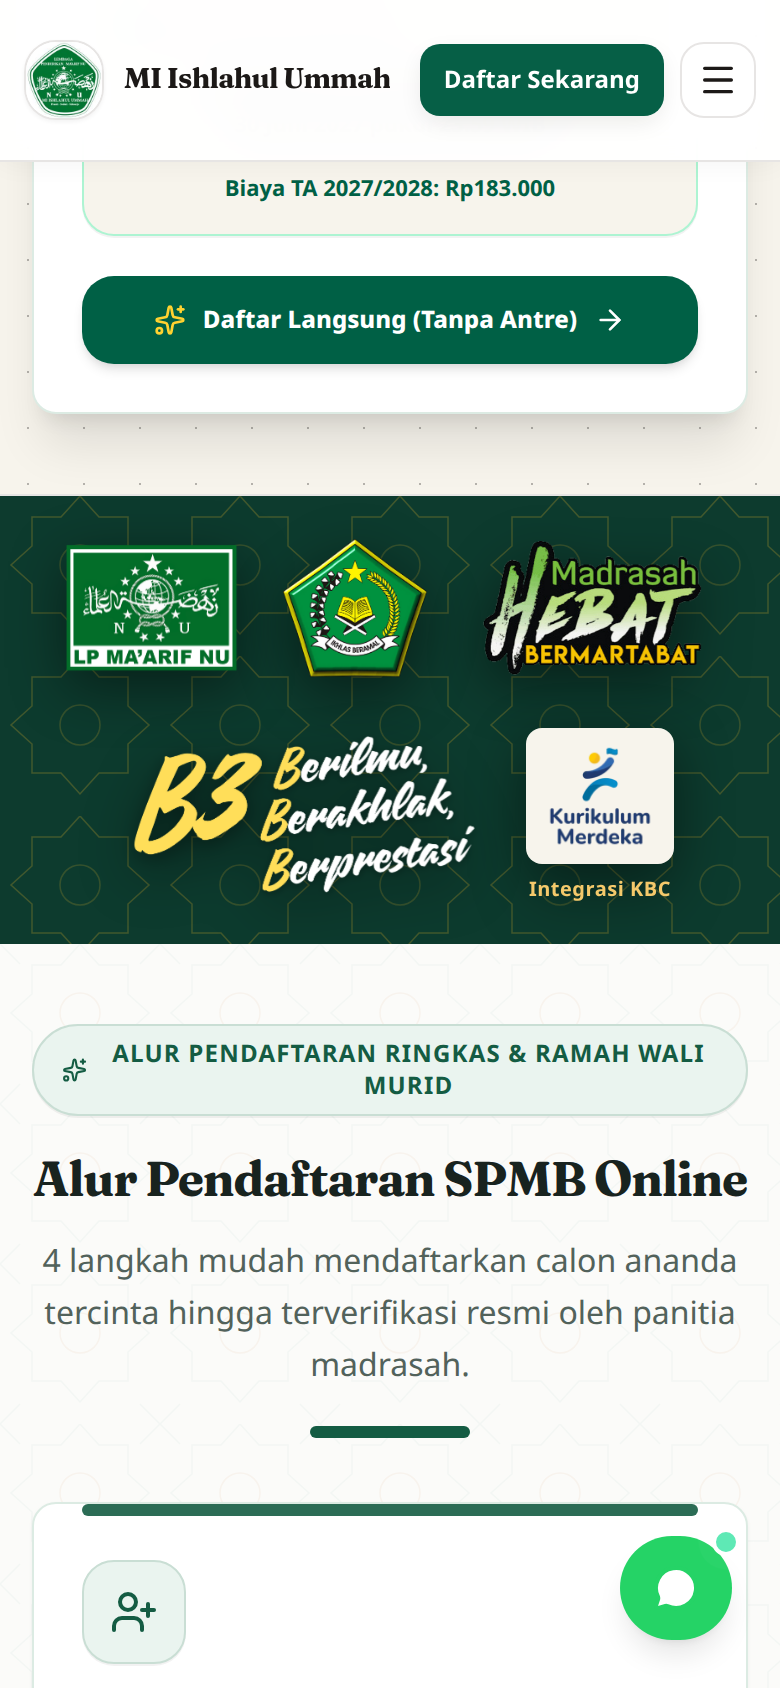 MI Ishlahul Ummah
Daftar Sekarang
Biaya TA 2027/2028: Rp183.000
Daftar Langsung (Tanpa Antre)
N U
LP MA'ARIF NU
IKHLAS BERAMAL
Madrasah
HEBAT
BERMARTABAT
B3 Berilmu,
Berakhlak,
Berprestasi
Kurikulum
Merdeka
Integrasi KBC
ALUR PENDAFTARAN RINGKAS & RAMAH WALI
MURID
Alur Pendaftaran SPMB Online
4 langkah mudah mendaftarkan calon ananda
tercinta hingga terverifikasi resmi oleh panitia
madrasah.